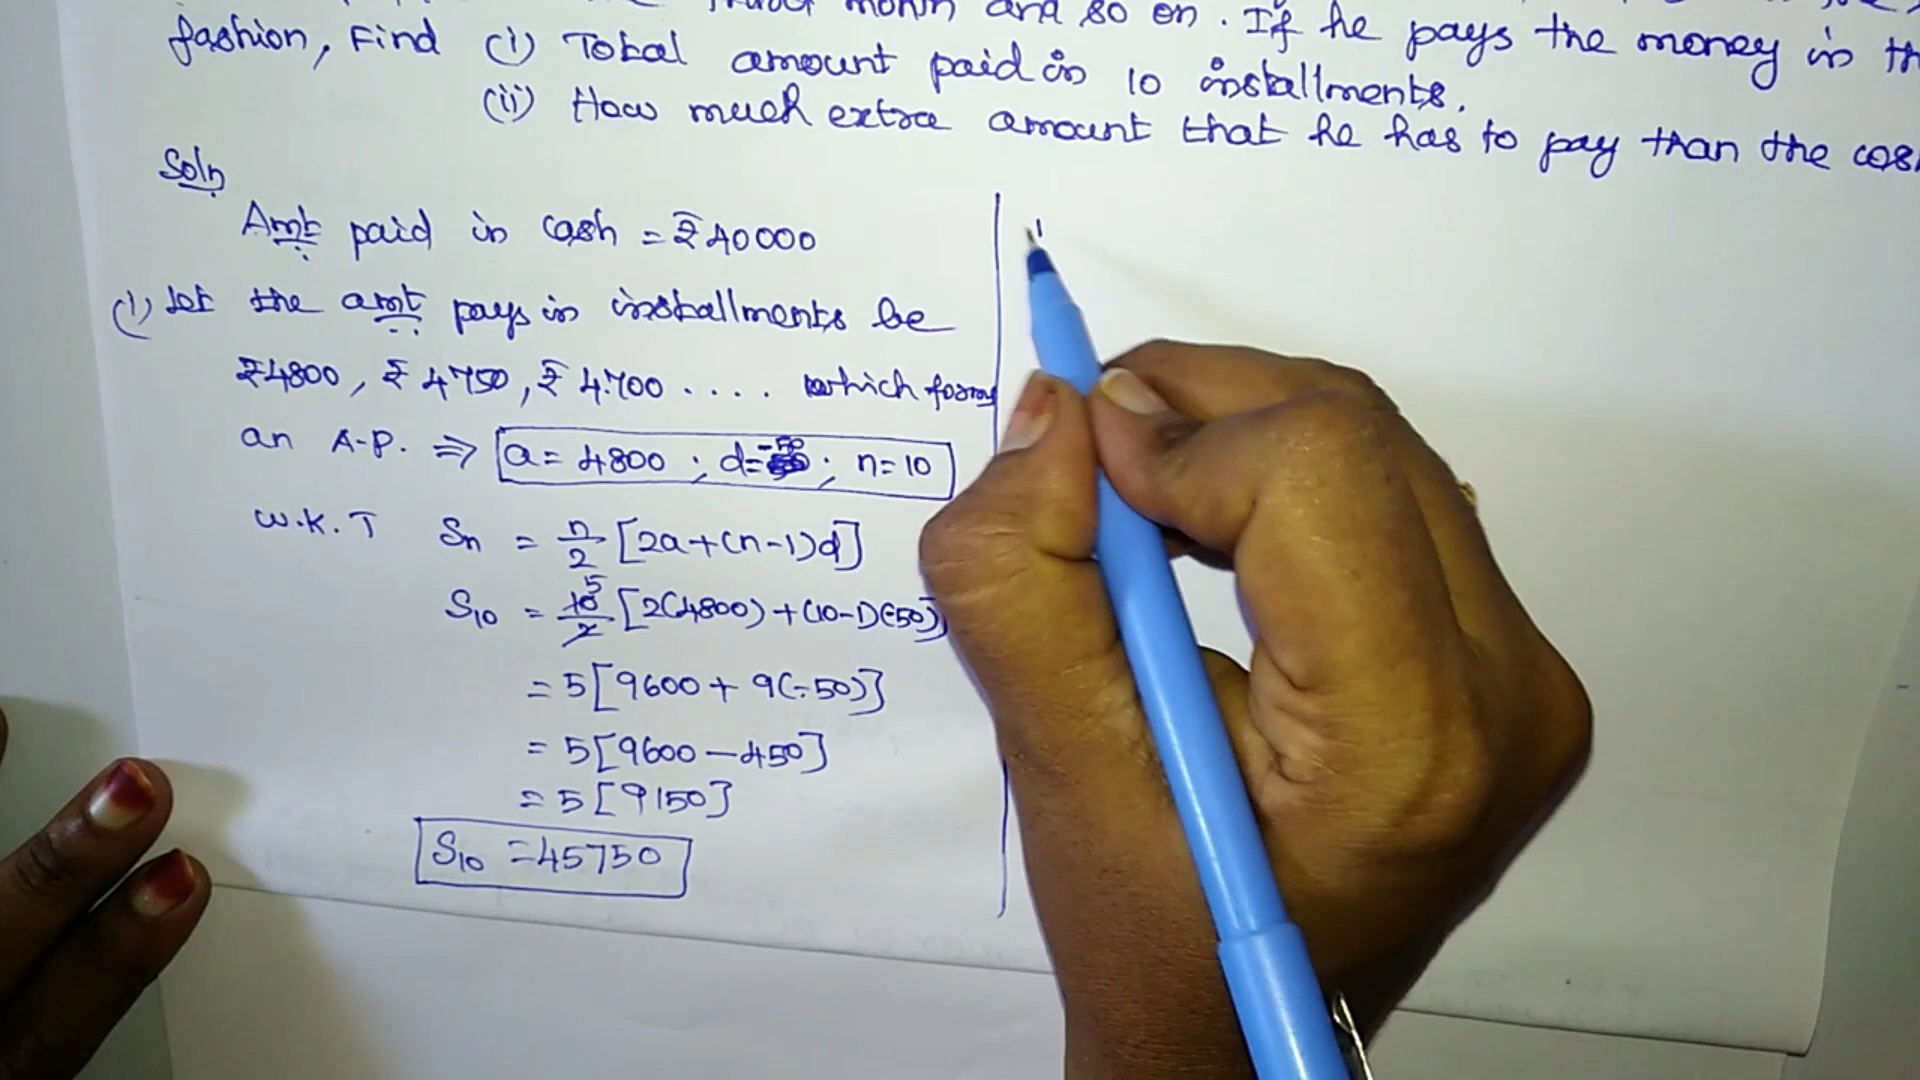 month and so on. If he pays the money in
fashion, Find (i) Total amount paid in 10 installments.
(ii) How much extra amount that he has to pay than the
Soln
Amt paid in cash = ₹40000
(i) Let the amt pays in installments be
₹4800, ₹4750, ₹4700 .... which forms
an A.P. ⇒ a = 4800 ; d = -50 ; n = 10
W.K.T Sn = n/2 [2a+(n-1)d]
S10 = 10/2 5 [2(4800) + (10-1)(-50)]
= 5[9600 + 9(-50)]
= 5[9600 - 450]
= 5[9150]
S10 = 45750